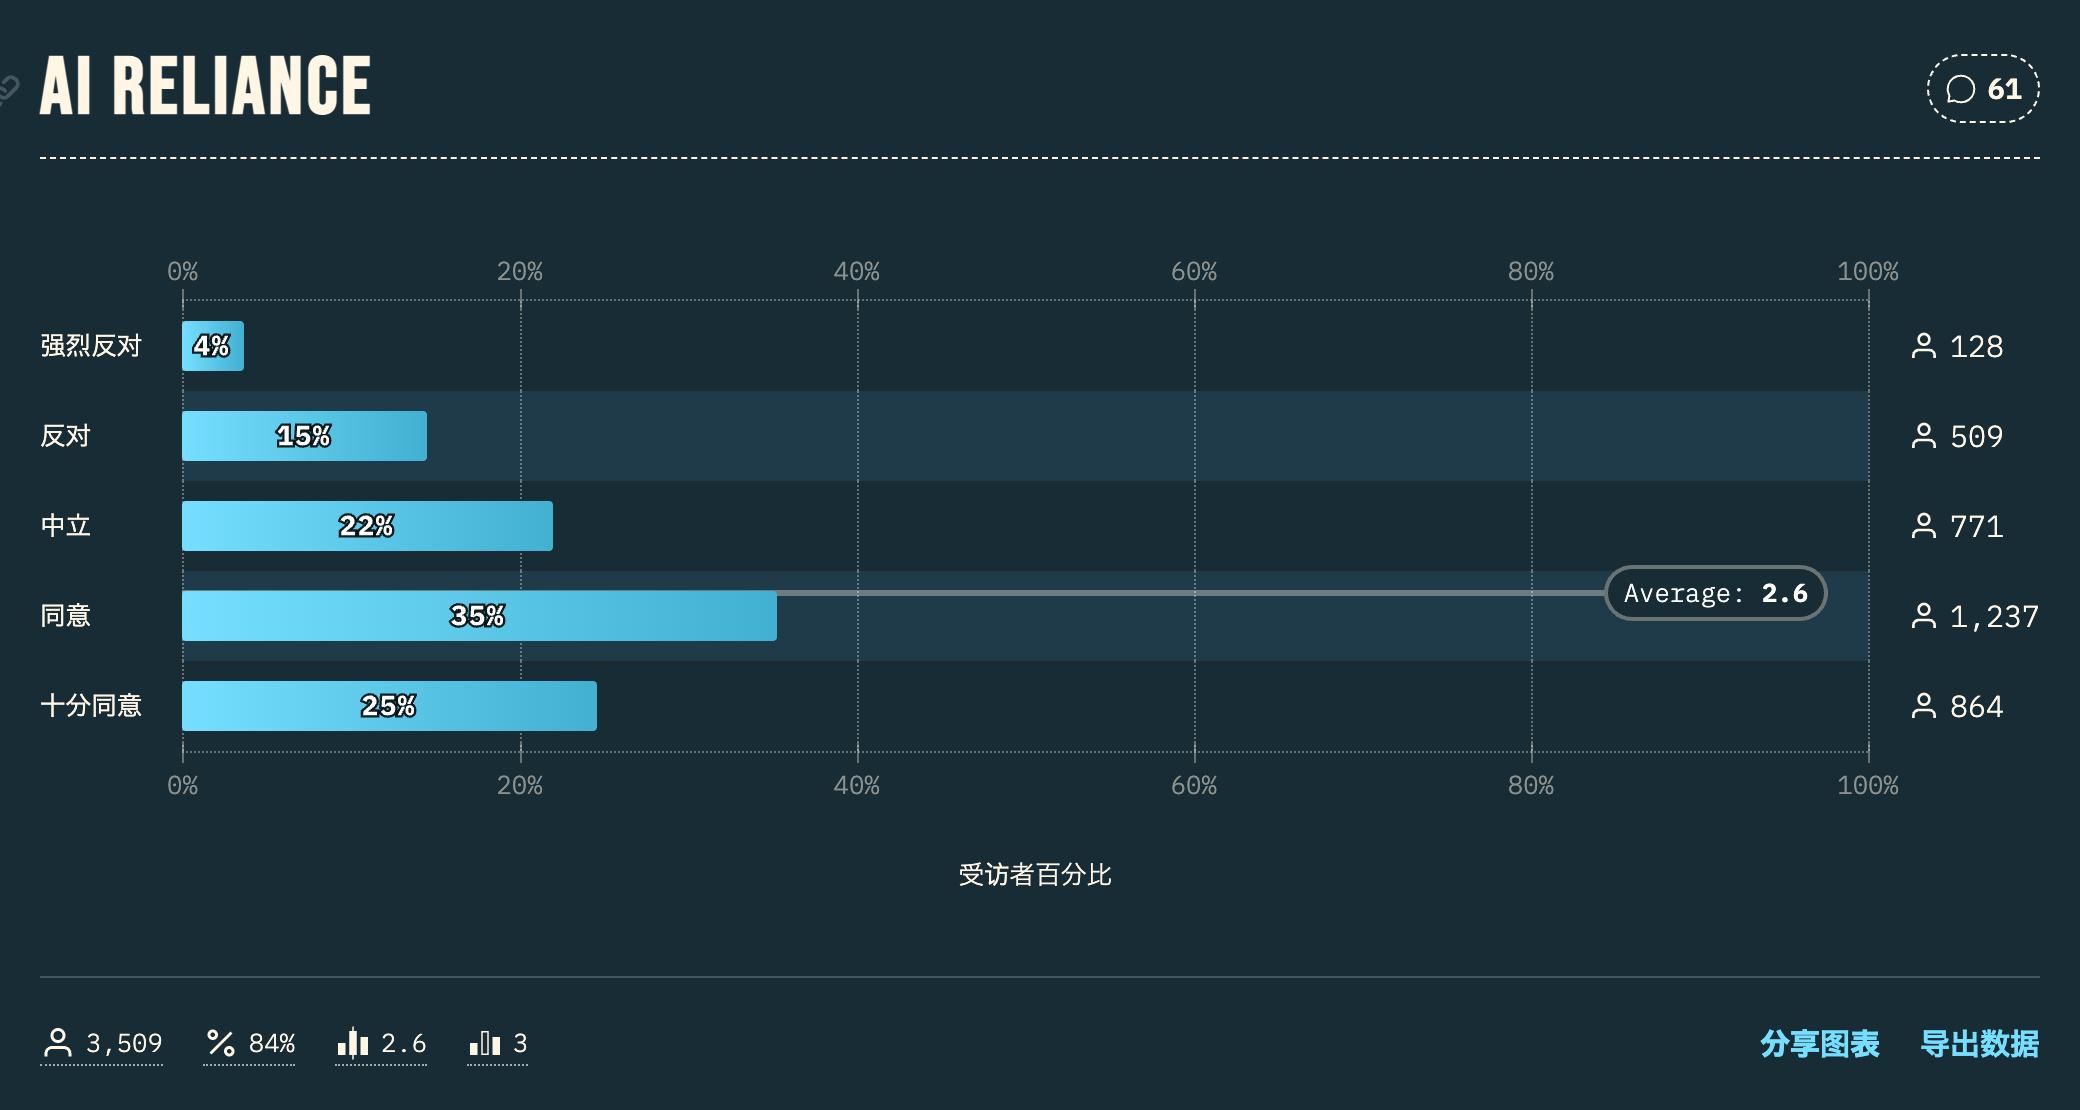 AI RELIANCE
61
0% 20% 40% 60% 80% 100%
强烈反对 4% 128
反对 15% 509
中立 22% 771
Average: 2.6
同意 35% 1,237
十分同意 25% 864
0% 20% 40% 60% 80% 100%
受访者百分比
3,509 84% 2.6 3 分享图表 导出数据